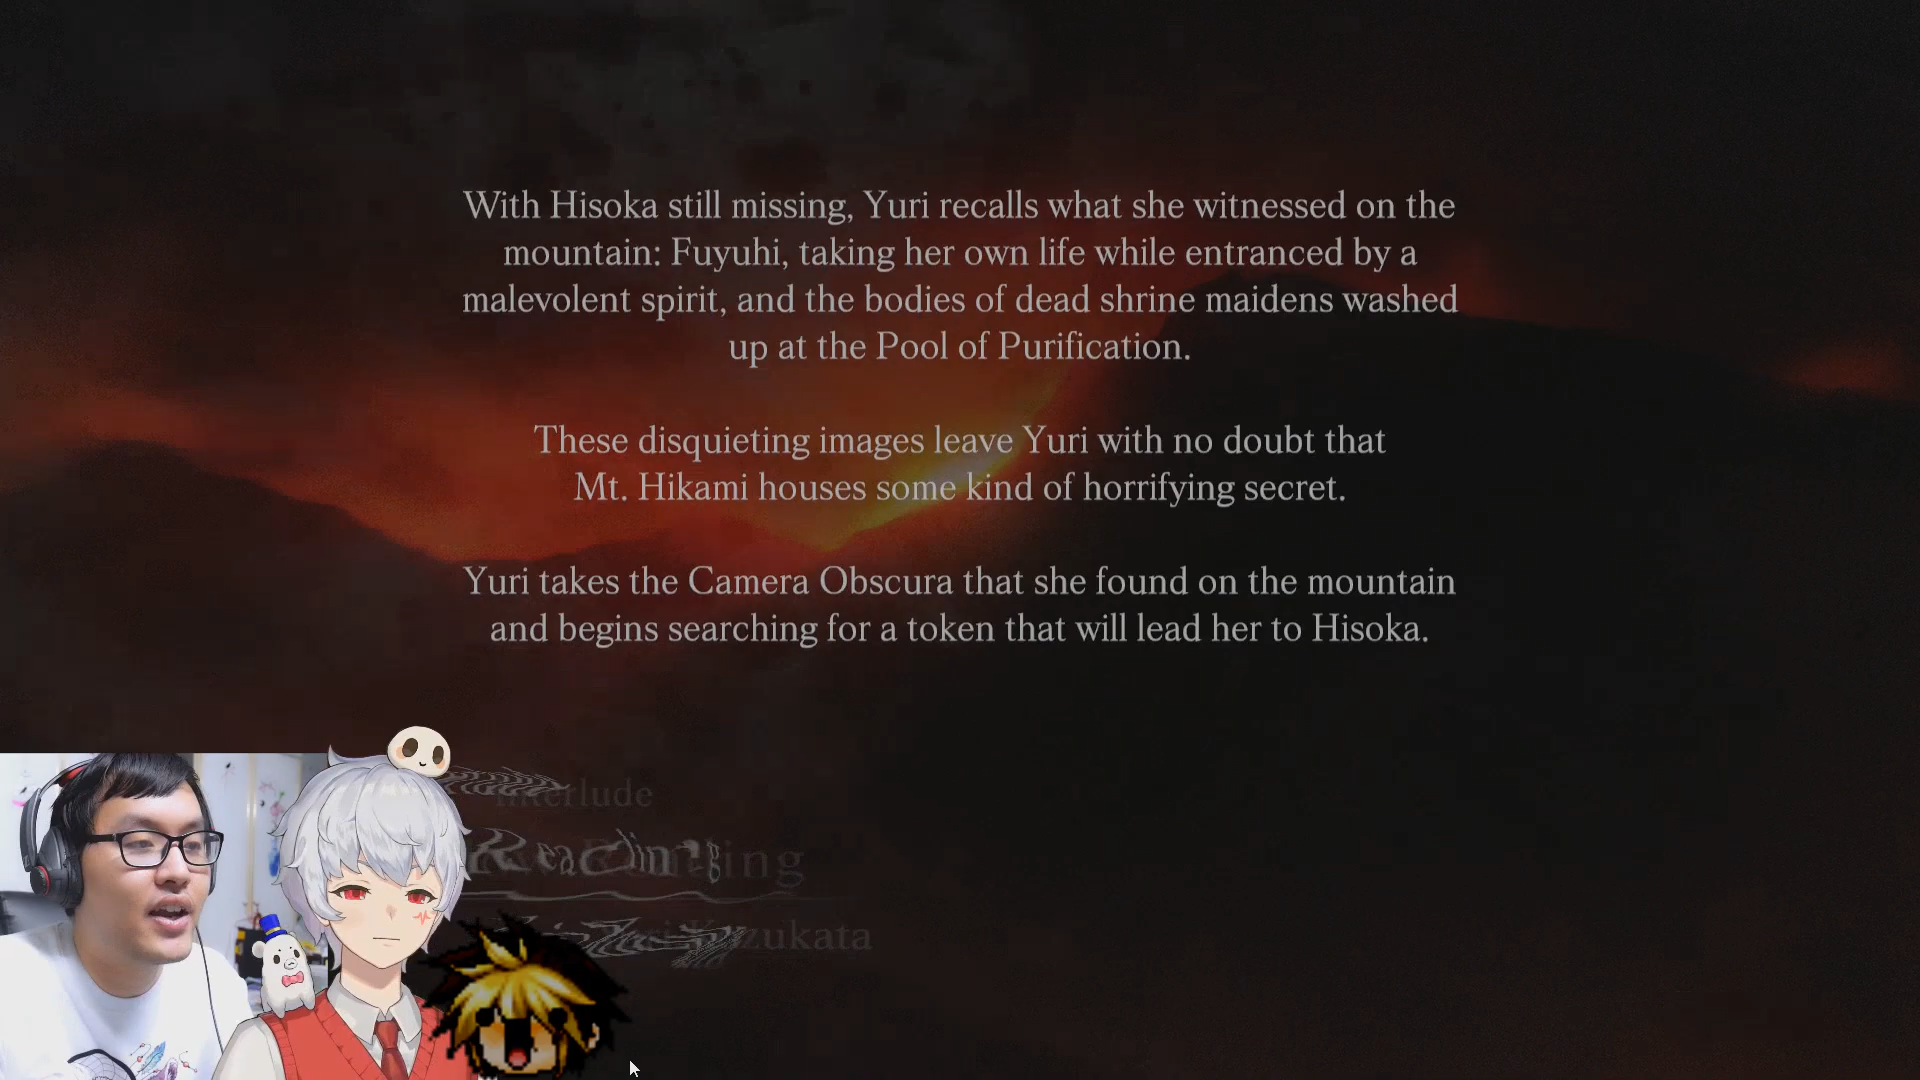 With Hisoka still missing, Yuri recalls what she witnessed on the
mountain: Fuyuhi, taking her own life while entranced by a
malevolent spirit, and the bodies of dead shrine maidens washed
up at the Pool of Purification.
These disquieting images leave Yuri with no doubt that
Mt. Hikami houses some kind of horrifying secret.
Yuri takes the Camera Obscura that she found on the mountain
and begins searching for a token that will lead her to Hisoka.
Interlude